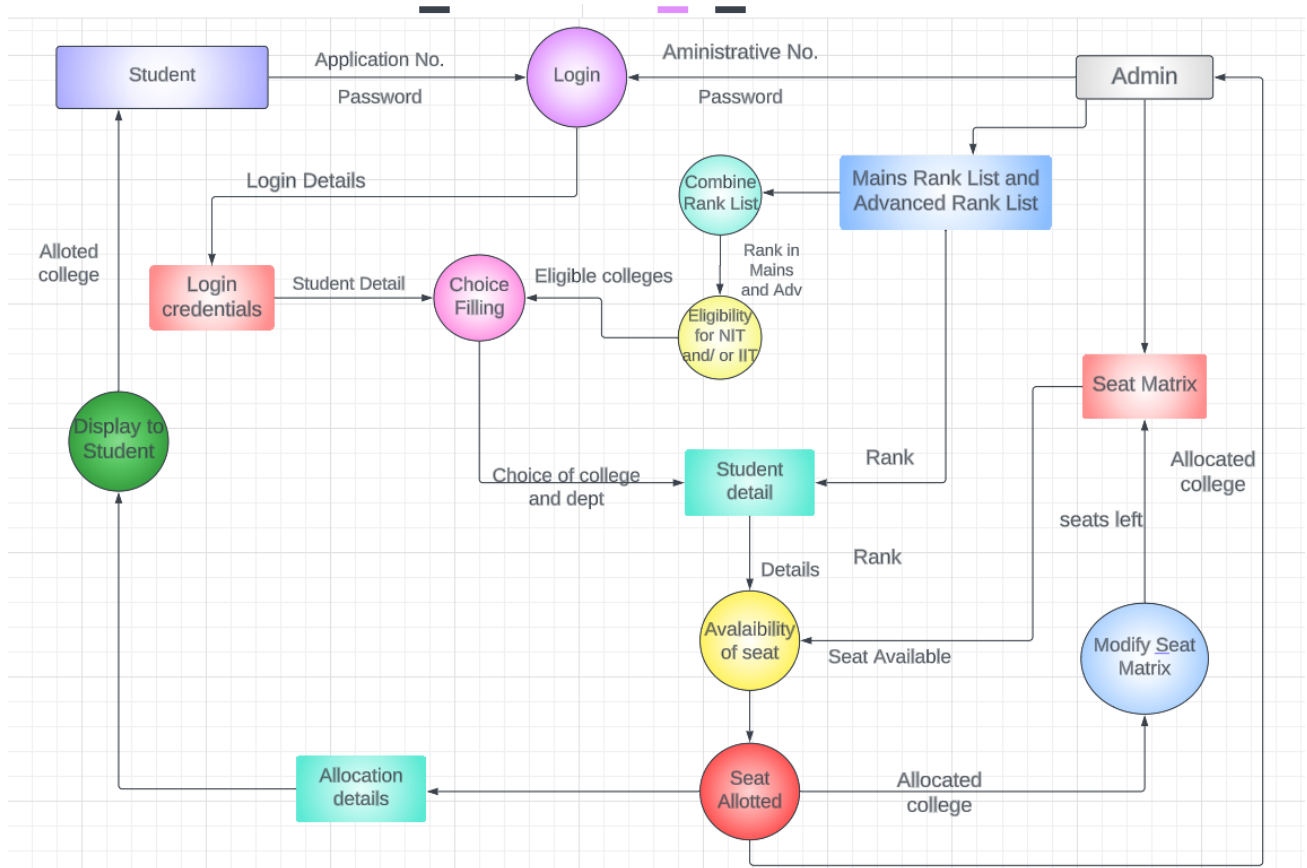 Student
Application No.
Password
Login
Aministrative No.
Password
Admin
Login Details
Combine
Rank List
Mains Rank List and
Advanced Rank List
Alloted
college
Login
credentials
Student Detail
Choice
Filling
Eligible colleges
Rank in
Mains
and Adv
Eligibility
for NIT
and/ or IIT
Seat Matrix
Display to
Student
Choice of college
and dept
Student
detail
Rank
Allocated
college
seats left
Details
Rank
Avalaibility
of seat
Seat Available
Modify Seat
Matrix
Allocation
details
Seat
Allotted
Allocated
college